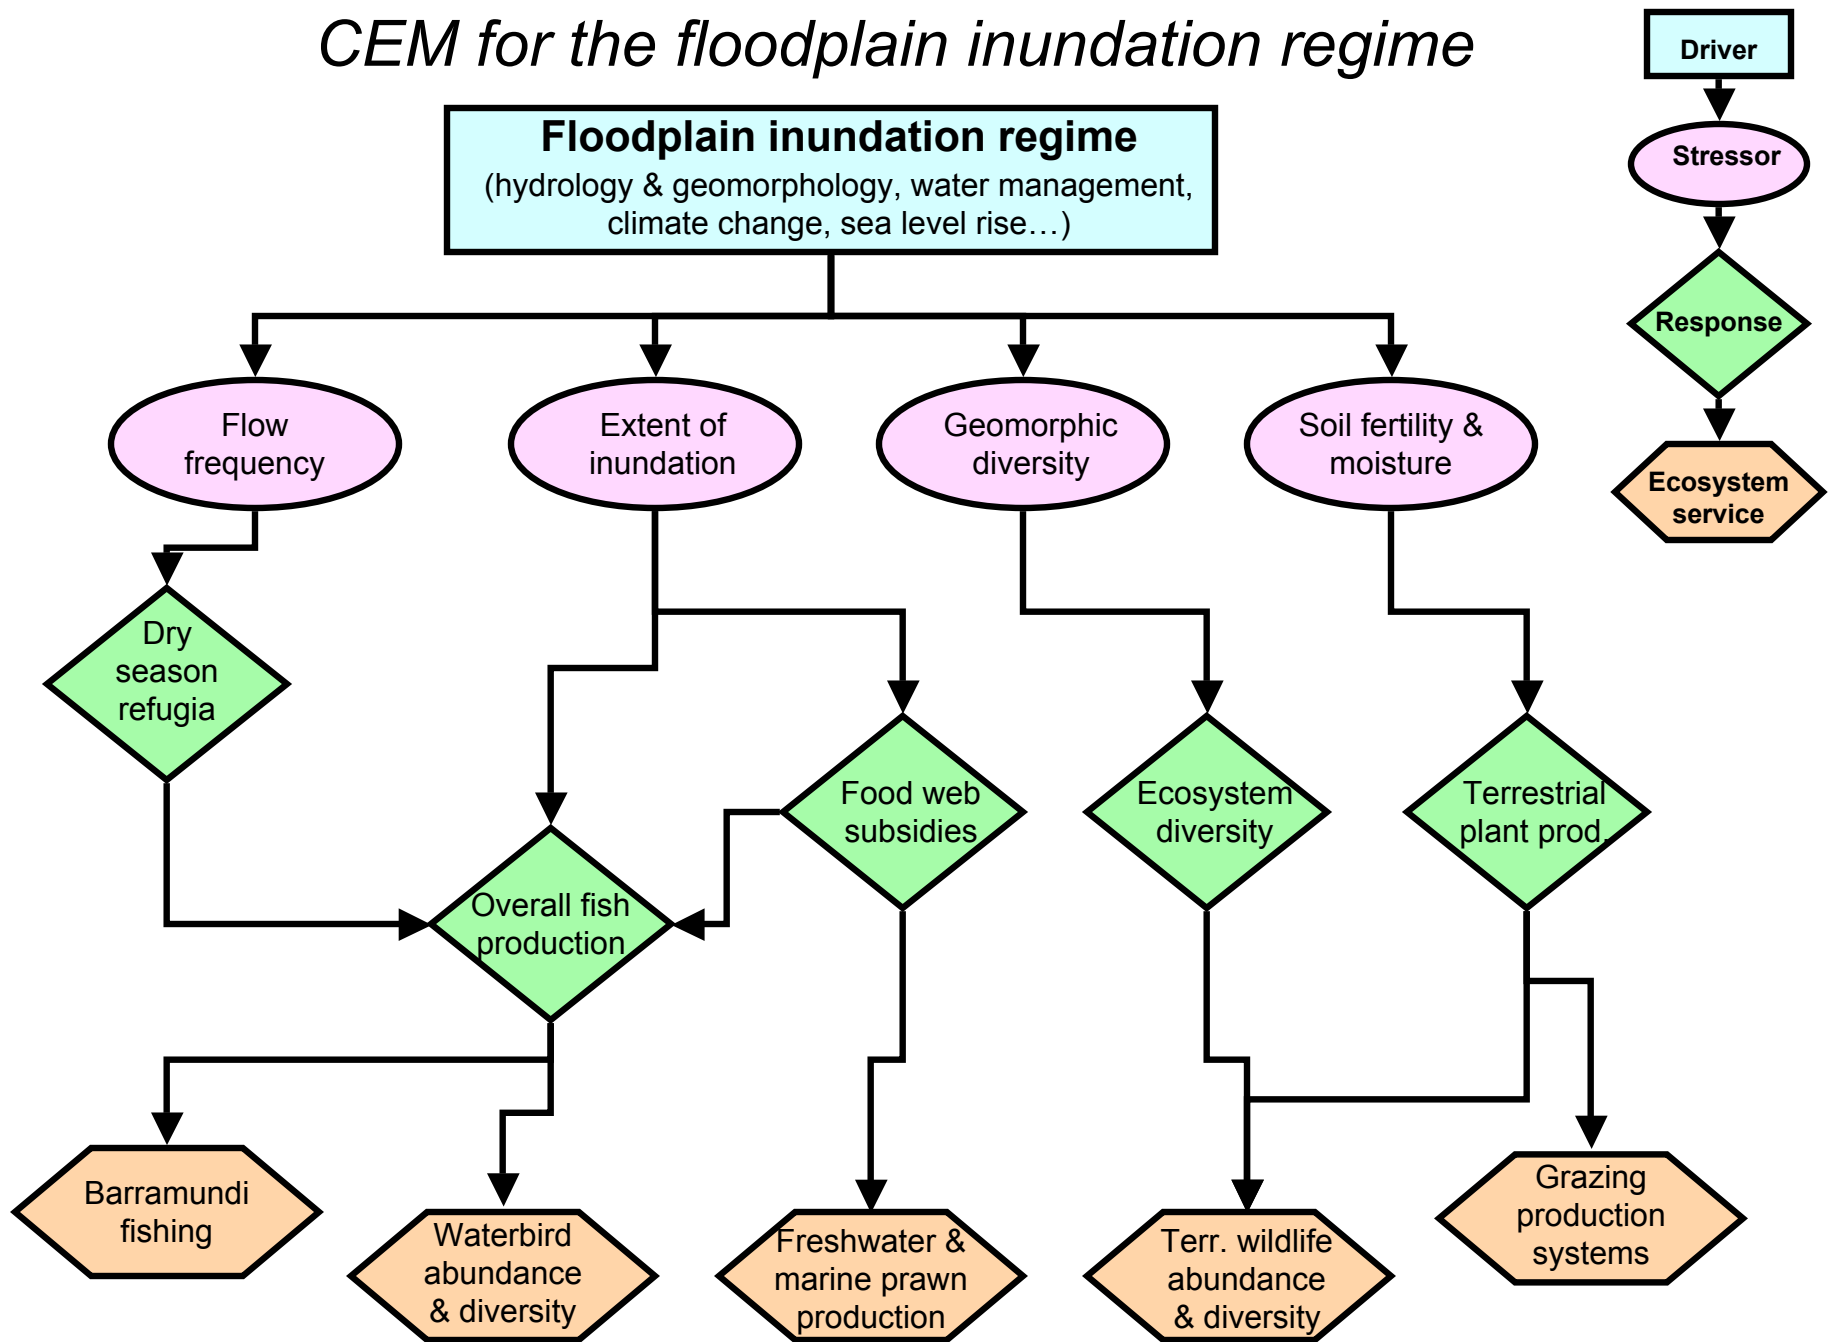 CEM for the floodplain inundation regime
Driver
Stressor
Response
Ecosystem
service
Floodplain inundation regime
(hydrology & geomorphology, water management,
climate change, sea level rise…)
Flow
frequency
Extent of
inundation
Geomorphic
diversity
Soil fertility &
moisture
Dry
season
refugia
Food web
subsidies
Ecosystem
diversity
Terrestrial
plant prod.
Overall fish
production
Barramundi
fishing
Waterbird
abundance
& diversity
Freshwater &
marine prawn
production
Terr. wildlife
abundance
& diversity
Grazing
production
systems